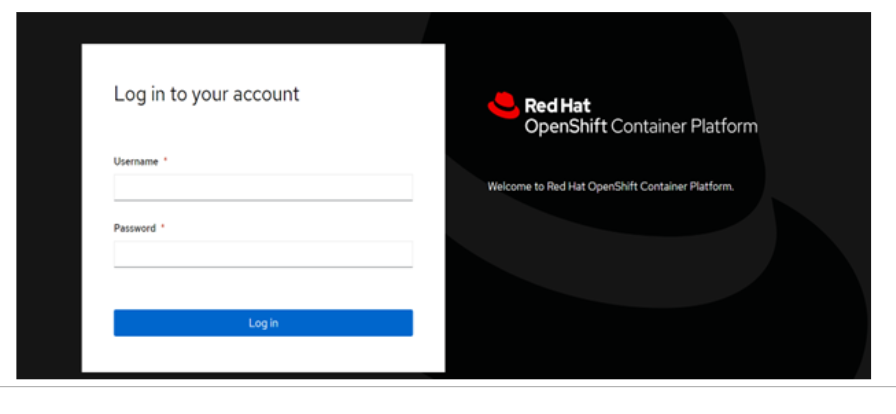 Log in to your account
Username *
Password *
Log in
Red Hat
OpenShift Container Platform
Welcome to Red Hat OpenShift Container Platform.